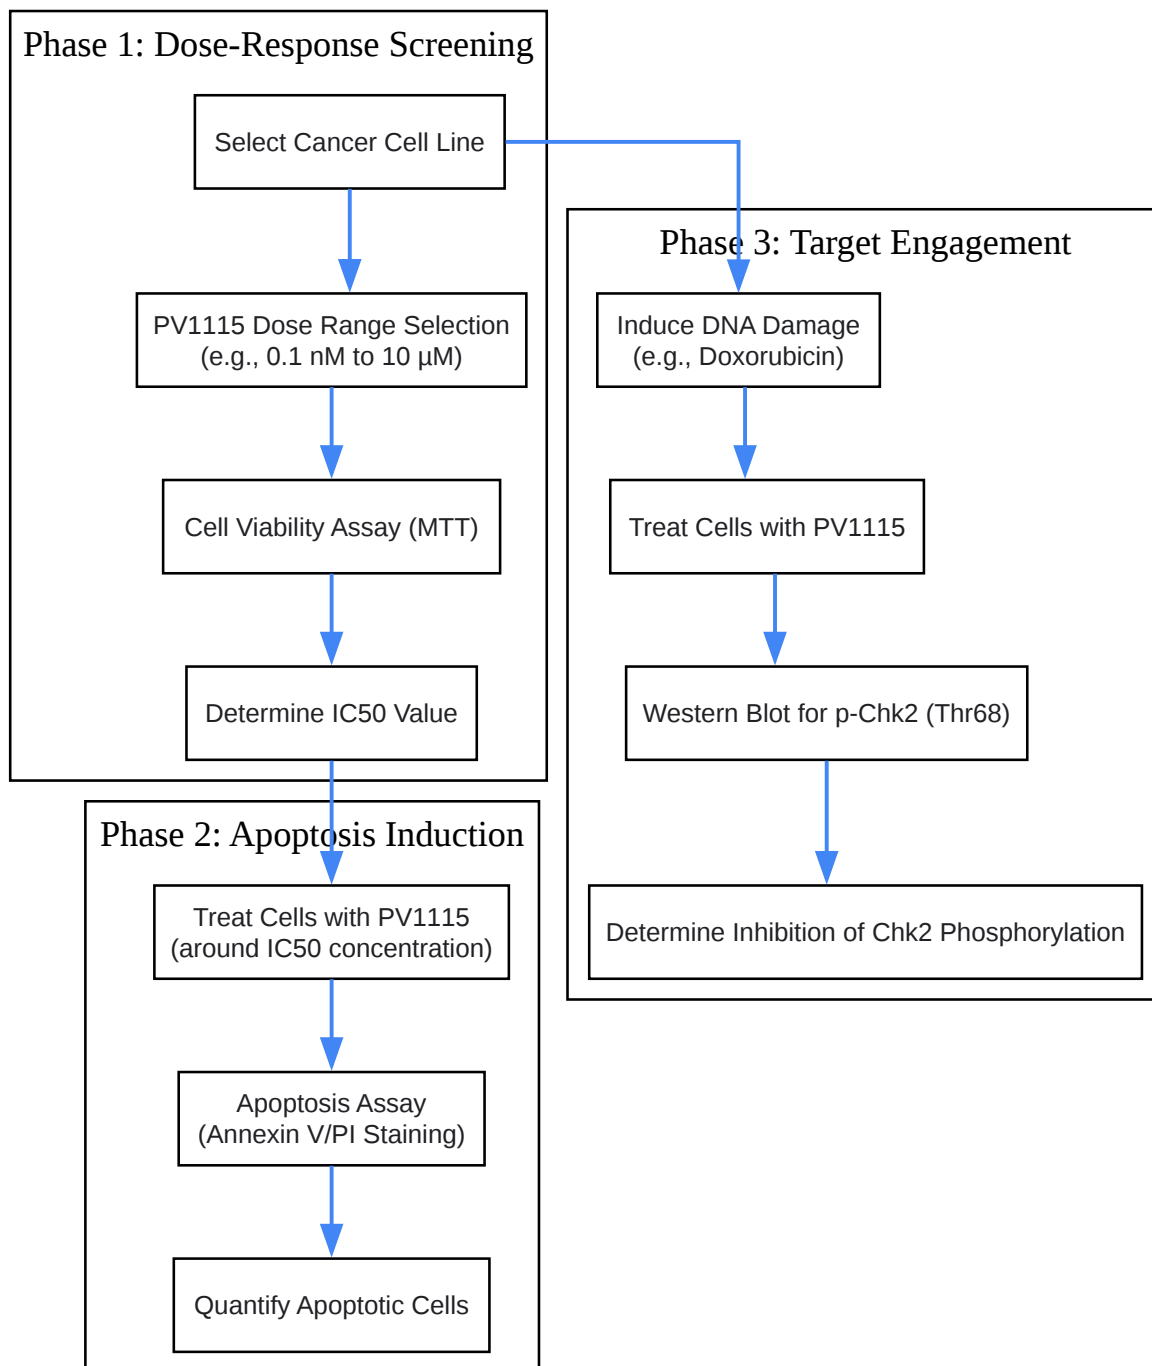 Phase 1: Dose-Response Screening
Select Cancer Cell Line
PV1115 Dose Range Selection
(e.g., 0.1 nM to 10 µM)
Cell Viability Assay (MTT)
Determine IC50 Value
Phase 2: Apoptosis Induction
Treat Cells with PV1115
(around IC50 concentration)
Apoptosis Assay
(Annexin V/PI Staining)
Quantify Apoptotic Cells
Phase 3: Target Engagement
Induce DNA Damage
(e.g., Doxorubicin)
Treat Cells with PV1115
Western Blot for p-Chk2 (Thr68)
Determine Inhibition of Chk2 Phosphorylation